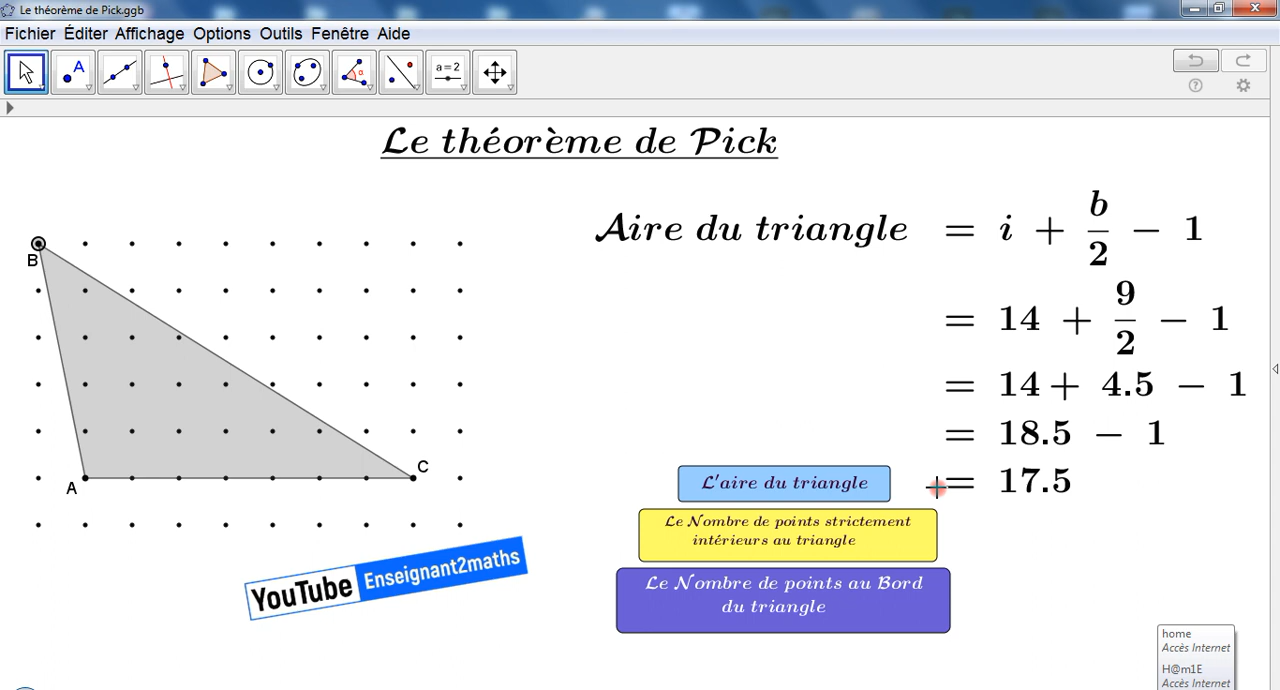 Le théorème de Pick.ggb
Fichier Éditer Affichage Options Outils Fenêtre Aide
A
α
a = 2
Le théorème de Pick
Aire du triangle = i + b/2 − 1
= 14 + 9/2 − 1
= 14 + 4.5 − 1
= 18.5 − 1
= 17.5
B
A
C
L'aire du triangle
Le Nombre de points strictement
intérieurs au triangle
Le Nombre de points au Bord
du triangle
YouTube Enseignant2maths
home
Accès Internet
H@m1E
Accès Internet